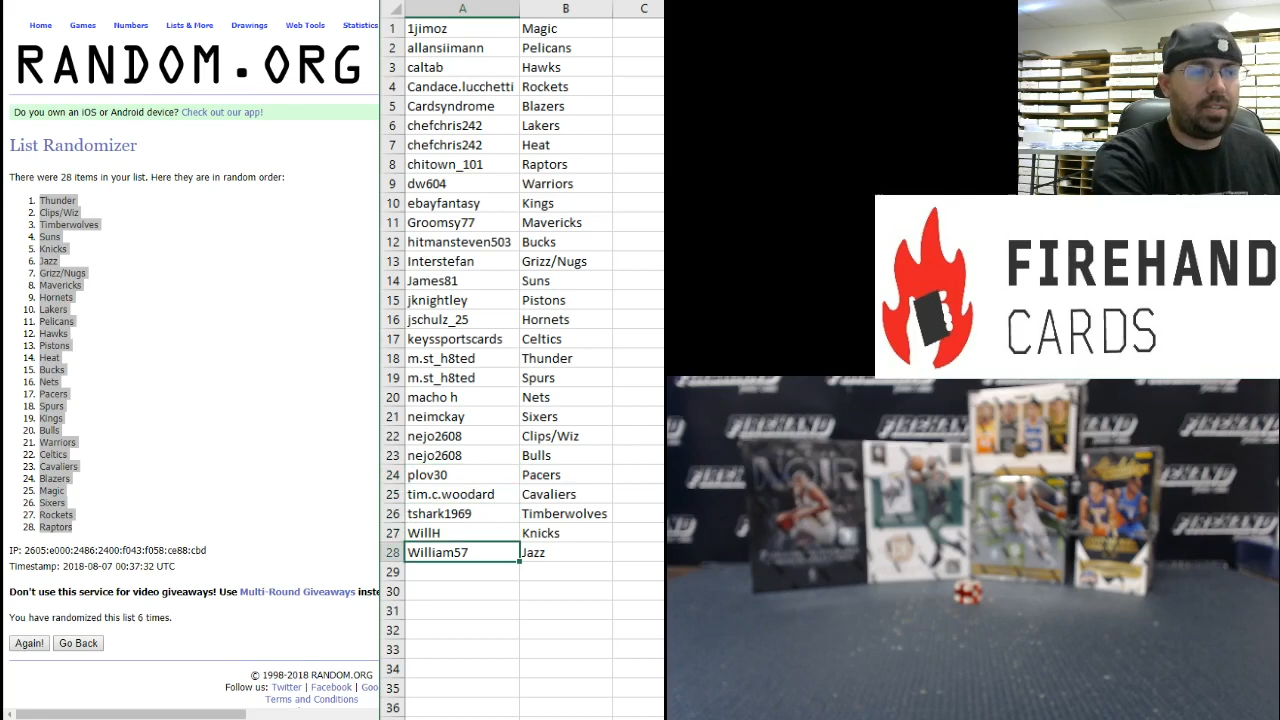 Home Games Numbers Lists & More Drawings Web Tools Statistics
RANDOM.ORG
Do you own an iOS or Android device? Check out our app!
List Randomizer
There were 28 items in your list. Here they are in random order:
1. Thunder
2. Clips/Wiz
3. Timberwolves
4. Suns
5. Knicks
6. Jazz
7. Grizz/Nugs
8. Mavericks
9. Hornets
10. Lakers
11. Pelicans
12. Hawks
13. Pistons
14. Heat
15. Bucks
16. Nets
17. Pacers
18. Spurs
19. Kings
20. Bulls
21. Warriors
22. Celtics
23. Cavaliers
24. Blazers
25. Magic
26. Sixers
27. Rockets
28. Raptors
IP: 2605:e000:2486:2400:f043:f058:ce88:cbd
Timestamp: 2018-08-07 00:37:32 UTC
Don't use this service for video giveaways! Use Multi-Round Giveaways inste
You have randomized this list 6 times.
Again! Go Back
© 1998-2018 RANDOM.ORG
Follow us: Twitter | Facebook | Goo
Terms and Conditions
A B C
1 1jimoz Magic
2 allansiimann Pelicans
3 caltab Hawks
4 Candace.lucchetti Rockets
5 Cardsyndrome Blazers
6 chefchris242 Lakers
7 chefchris242 Heat
8 chitown_101 Raptors
9 dw604 Warriors
10 ebayfantasy Kings
11 Groomsy77 Mavericks
12 hitmansteven503 Bucks
13 Interstefan Grizz/Nugs
14 James81 Suns
15 jknightley Pistons
16 jschulz_25 Hornets
17 keyssportscards Celtics
18 m.st_h8ted Thunder
19 m.st_h8ted Spurs
20 macho h Nets
21 neimckay Sixers
22 nejo2608 Clips/Wiz
23 nejo2608 Bulls
24 plov30 Pacers
25 tim.c.woodard Cavaliers
26 tshark1969 Timberwolves
27 WillH Knicks
28 William57 Jazz
29
30
31
32
33
34
35
36
FIREHAND
CARDS
FIREHAND
NOIR